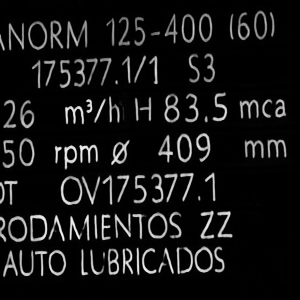 ANORM 125-400 (60)
175377.1/1 S3
26 m³/h H 83.5 mca
50 rpm ø 409 mm
OT OV175377.1
RODAMIENTOS ZZ
AUTO LUBRICADOS